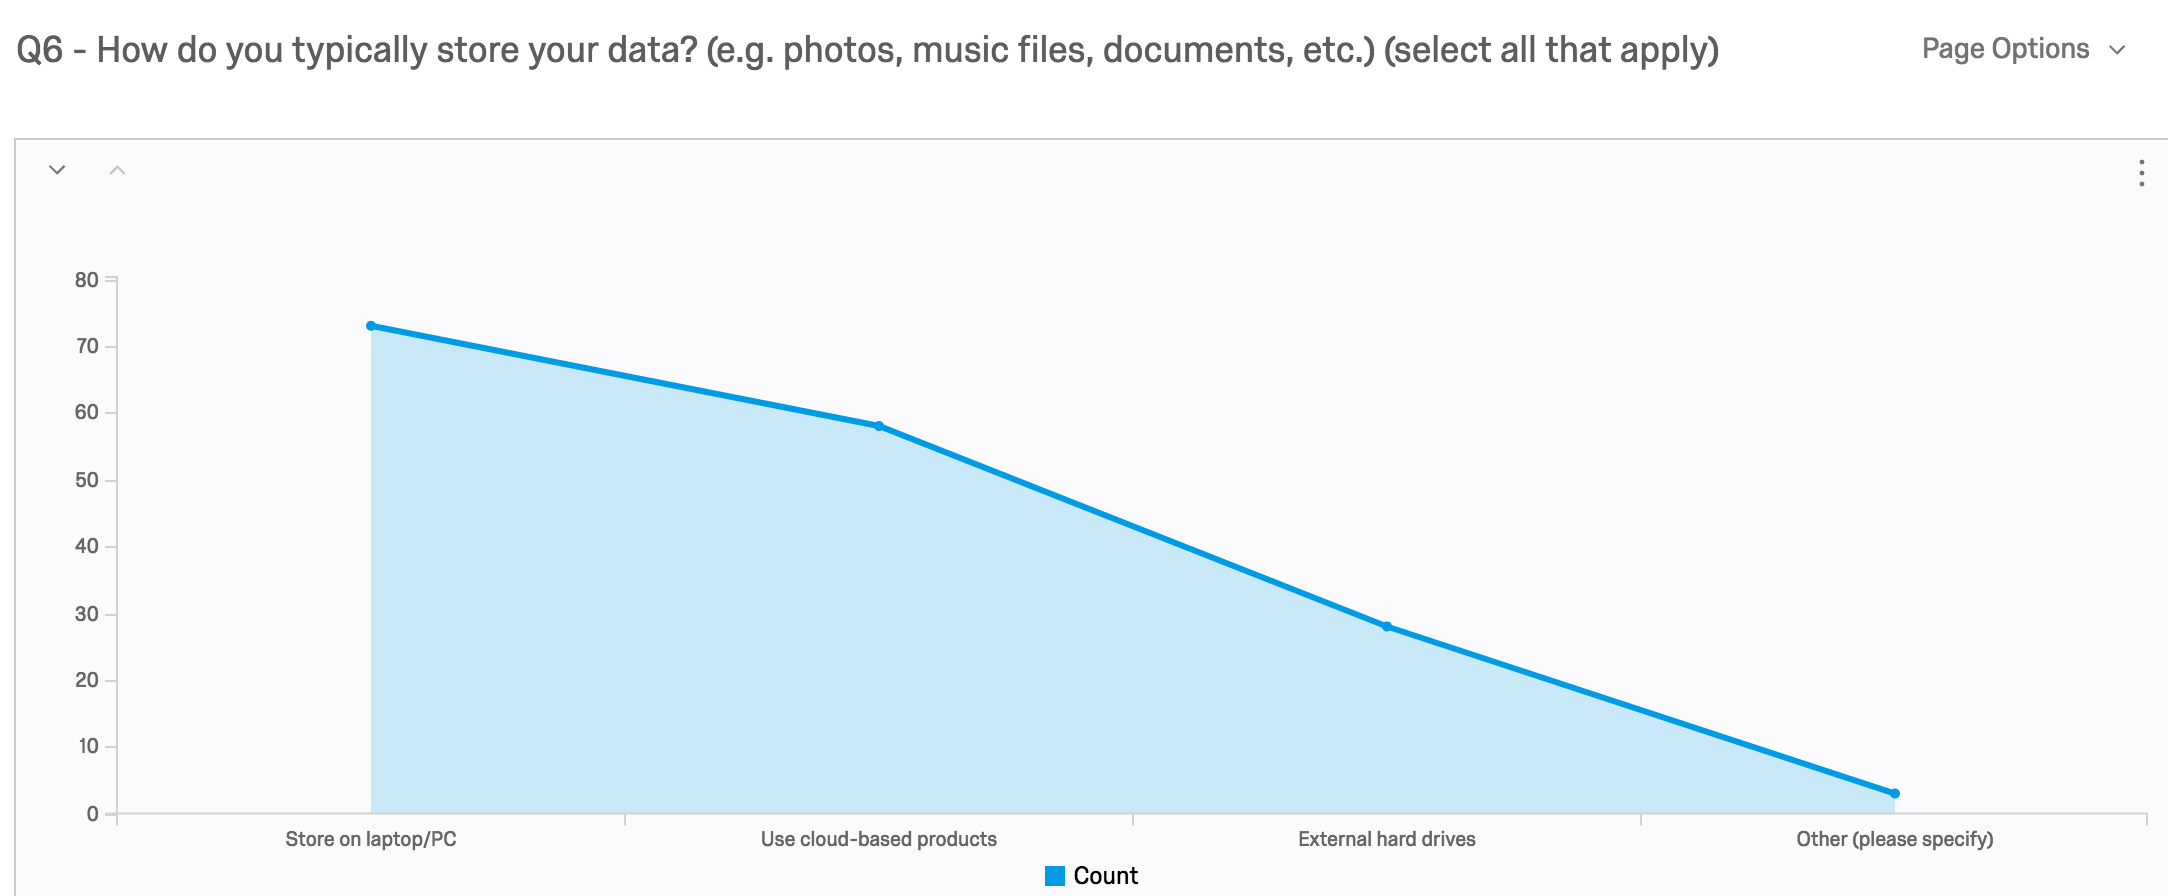 Q6 - How do you typically store your data? (e.g. photos, music files, documents, etc.) (select all that apply)
Page Options
80
70
60
50
40
30
20
10
0
Store on laptop/PC
Use cloud-based products
External hard drives
Other (please specify)
Count